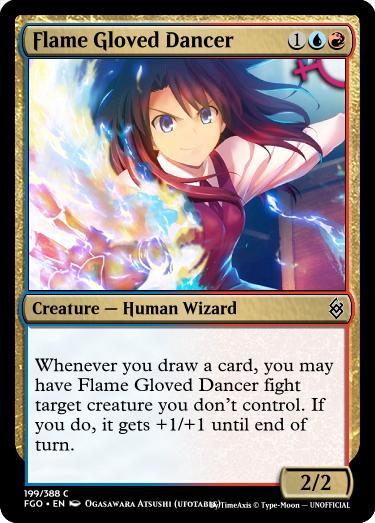 Flame Gloved Dancer 1
Creature — Human Wizard
Whenever you draw a card, you may
have Flame Gloved Dancer fight
target creature you don't control. If
you do, it gets +1/+1 until end of
turn.
2/2
199/388 C
FGO • EN OGASAWARA ATSUSHI TimeAxis © Type-Moon — UNOFFICIAL